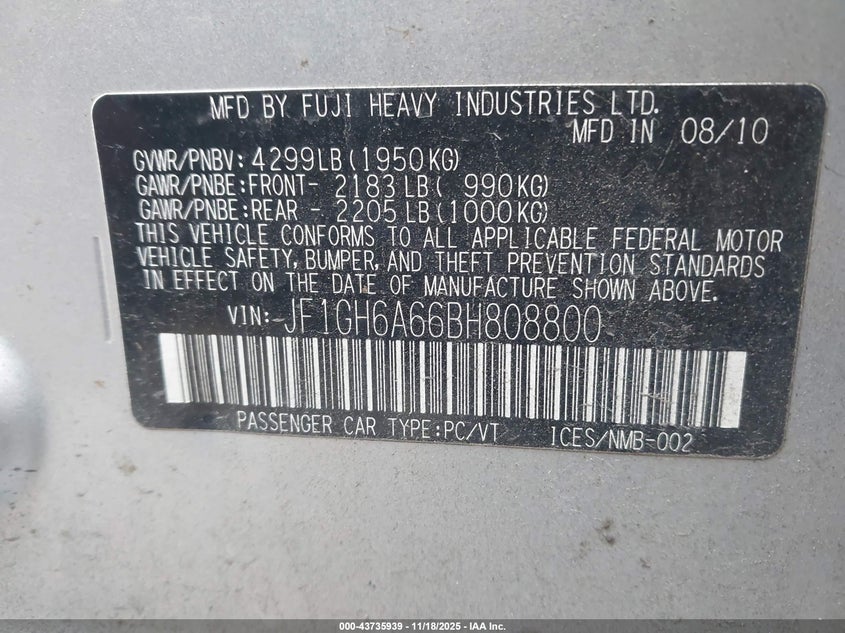 MFD BY FUJI HEAVY INDUSTRIES LTD.
MFD IN 08/10
GVWR/PNBV: 4299LB(1950KG)
GAWR/PNBE:FRONT- 2183LB( 990KG)
GAWR/PNBE:REAR - 2205LB(1000KG)
THIS VEHICLE CONFORMS TO ALL APPLICABLE FEDERAL MOTOR
VEHICLE SAFETY, BUMPER, AND THEFT PREVENTION STANDARDS
IN EFFECT ON THE DATE OF MANUFACTURE SHOWN ABOVE.
VIN: JF1GH6A66BH808800
PASSENGER CAR TYPE:PC/VT ICES/NMB-002
000-43735939 - 11/18/2025 - IAA Inc.